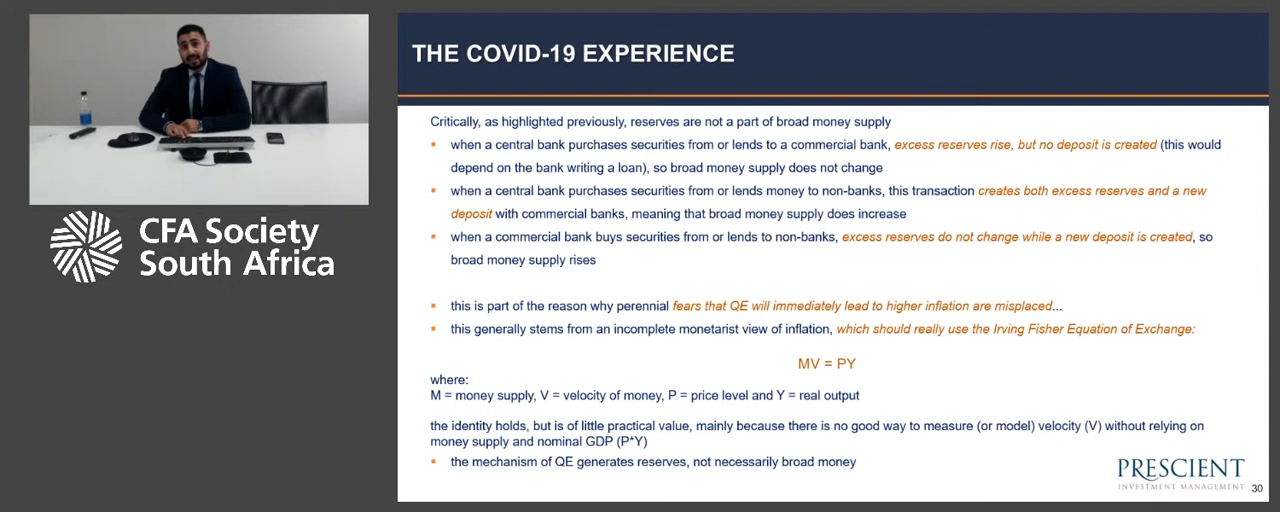 CFA Society
South Africa
THE COVID-19 EXPERIENCE
Critically, as highlighted previously, reserves are not a part of broad money supply
▪ when a central bank purchases securities from or lends to a commercial bank, excess reserves rise, but no deposit is created (this would
depend on the bank writing a loan), so broad money supply does not change
▪ when a central bank purchases securities from or lends money to non-banks, this transaction creates both excess reserves and a new
deposit with commercial banks, meaning that broad money supply does increase
▪ when a commercial bank buys securities from or lends to non-banks, excess reserves do not change while a new deposit is created, so
broad money supply rises
▪ this is part of the reason why perennial fears that QE will immediately lead to higher inflation are misplaced...
▪ this generally stems from an incomplete monetarist view of inflation, which should really use the Irving Fisher Equation of Exchange:
MV = PY
where:
M = money supply, V = velocity of money, P = price level and Y = real output
the identity holds, but is of little practical value, mainly because there is no good way to measure (or model) velocity (V) without relying on
money supply and nominal GDP (P*Y)
▪ the mechanism of QE generates reserves, not necessarily broad money
PRESCIENT
INVESTMENT MANAGEMENT
30